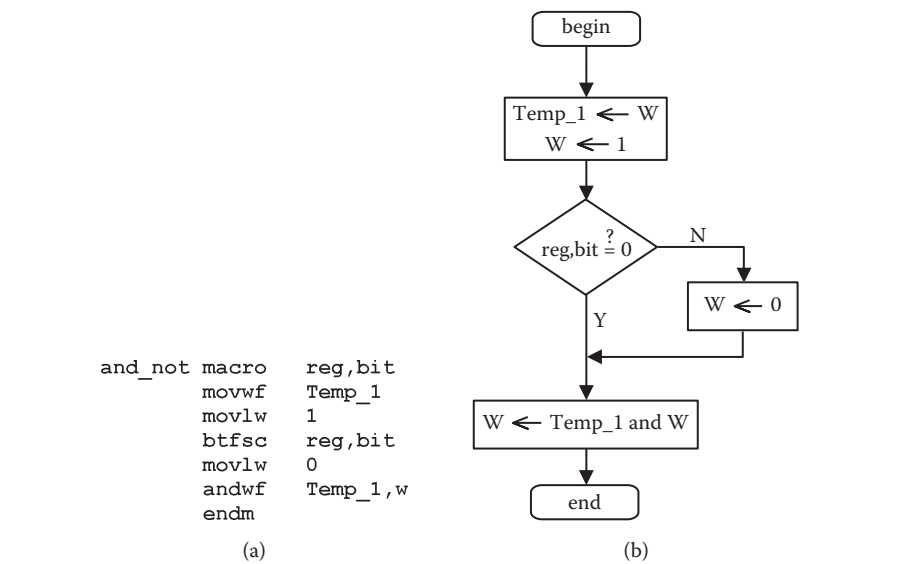 and_not macro reg,bit
movwf Temp_1
movlw 1
btfsc reg,bit
movlw 0
andwf Temp_1,w
endm
(a)
begin
Temp_1 ← W
W ← 1
?
reg,bit = 0
N
W ← 0
Y
W ← Temp_1 and W
end
(b)